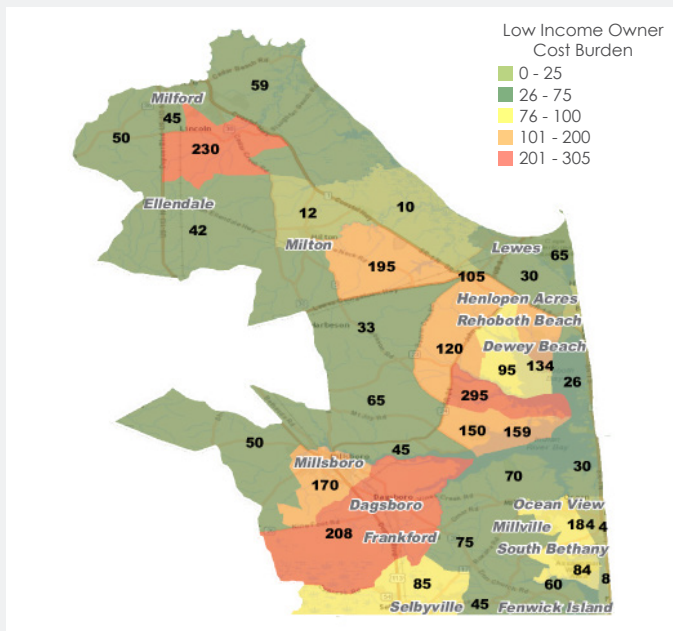 Low Income Owner
Cost Burden
0 - 25
26 - 75
76 - 100
101 - 200
201 - 305
59
Milford
45
50
Lincoln
230
Ellendale
12
10
42
Milton
195
Lewes
65
105
30
Henlopen Acres
Rehoboth Beach
33
120
Dewey Beach
95
134
26
295
65
150
159
50
45
Millsboro
170
70
30
Dagsboro
Ocean View
208
Frankford
Millville
184
4
75
South Bethany
85
84
8
60
Selbyville
45
Fenwick Island